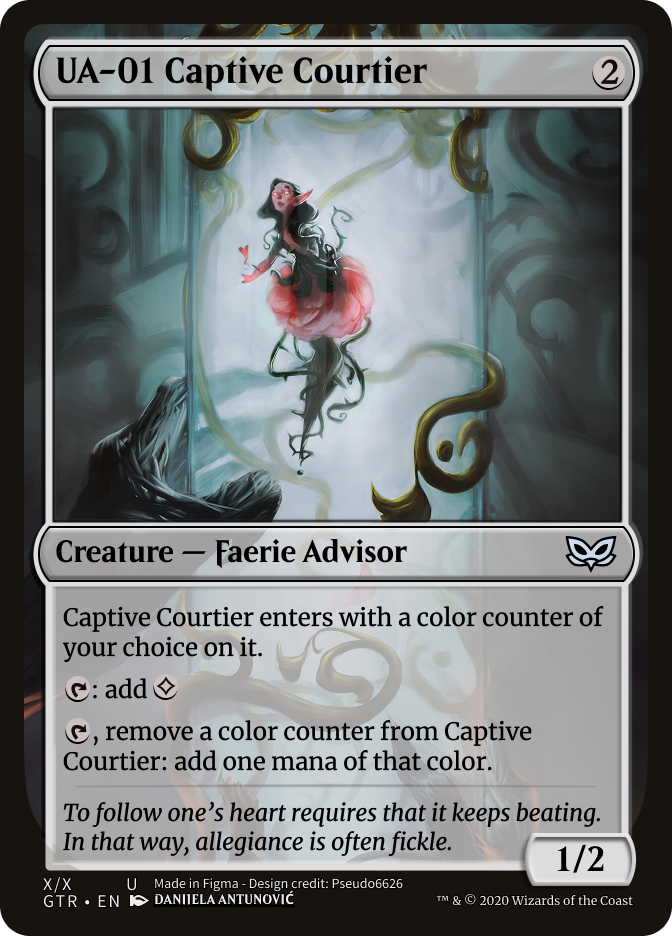 UA-01 Captive Courtier
2
Creature — Faerie Advisor
Captive Courtier enters with a color counter of
your choice on it.
: add
, remove a color counter from Captive
Courtier: add one mana of that color.
To follow one's heart requires that it keeps beating.
In that way, allegiance is often fickle.
1/2
X/X U Made in Figma - Design credit: Pseudo6626
GTR • EN DANIJELA ANTUNOVIĆ ™ & © 2020 Wizards of the Coast